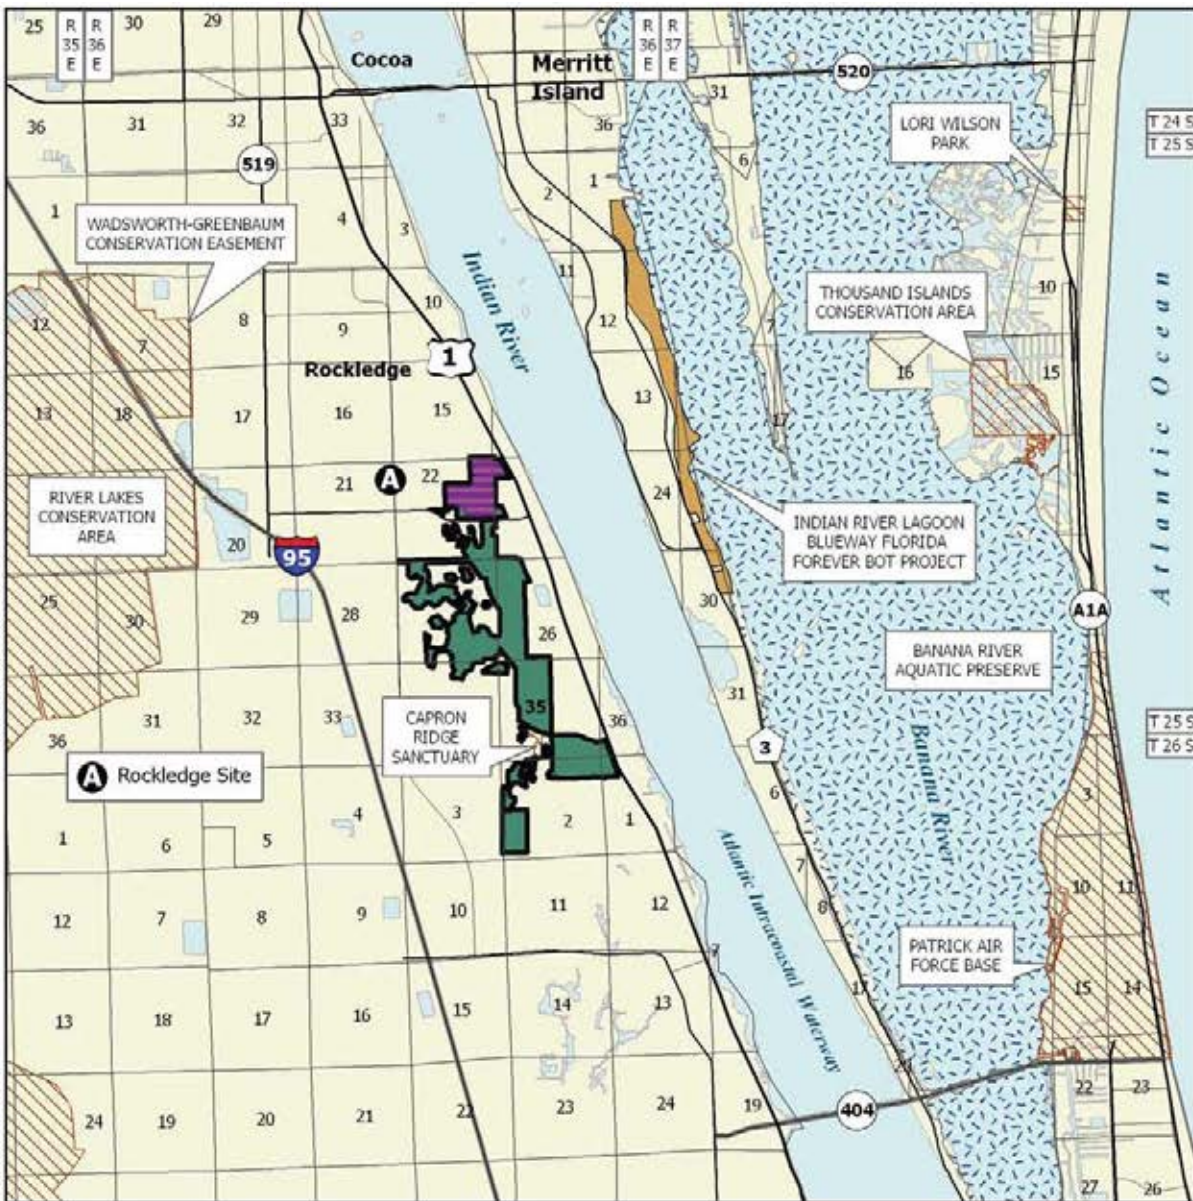 25
30
29
R
35
E
R
36
E
R
36
E
R
37
E
Cocoa
Merritt
Island
520
31
36
31
32
33
36
LORI WILSON
PARK
T 24 S
T 25 S
519
6
2
1
1
4
3
WADSWORTH-GREENBAUM
CONSERVATION EASEMENT
Indian River
11
10
THOUSAND ISLANDS
CONSERVATION AREA
Atlantic Ocean
12
7
8
9
10
12
7
Rockledge
1
16
15
13
18
17
16
15
13
17
21
A
22
24
RIVER LAKES
CONSERVATION
AREA
INDIAN RIVER LAGOON
BLUEWAY FLORIDA
FOREVER BOT PROJECT
20
95
25
30
29
28
26
30
A1A
BANANA RIVER
AQUATIC PRESERVE
31
32
33
35
36
31
CAPRON
RIDGE
SANCTUARY
36
T 25 S
T 26 S
Banana River
3
A Rockledge Site
6
3
1
6
5
4
3
2
1
Atlantic Intracoastal Waterway
7
12
7
8
9
10
11
12
8
10
11
PATRICK AIR
FORCE BASE
7
13
18
17
16
15
14
13
17
15
14
24
19
20
21
22
23
24
19
404
22
23
27
26